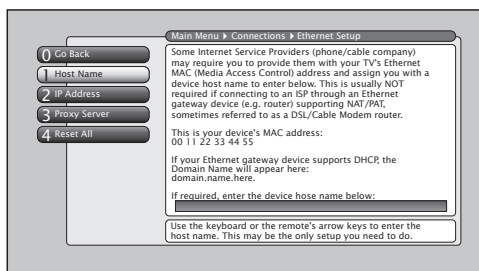 Main Menu ▶ Connections ▶ Ethernet Setup
0 Go Back
1 Host Name
2 IP Address
3 Proxy Server
4 Reset All
Some Internet Service Providers (phone/cable company)
may require you to provide them with your TV's Ethernet
MAC (Media Access Control) address and assign you with a
device host name to enter below. This is usually NOT
required if connecting to an ISP through an Ethernet
gateway device (e.g. router) supporting NAT/PAT,
sometimes referred to as a DSL/Cable Modem router.
This is your device's MAC address:
00 11 22 33 44 55
If your Ethernet gateway device supports DHCP, the
Domain Name will appear here:
domain.name.here.
If required, enter the device hose name below:
Use the keyboard or the remote's arrow keys to enter the
host name. This may be the only setup you need to do.